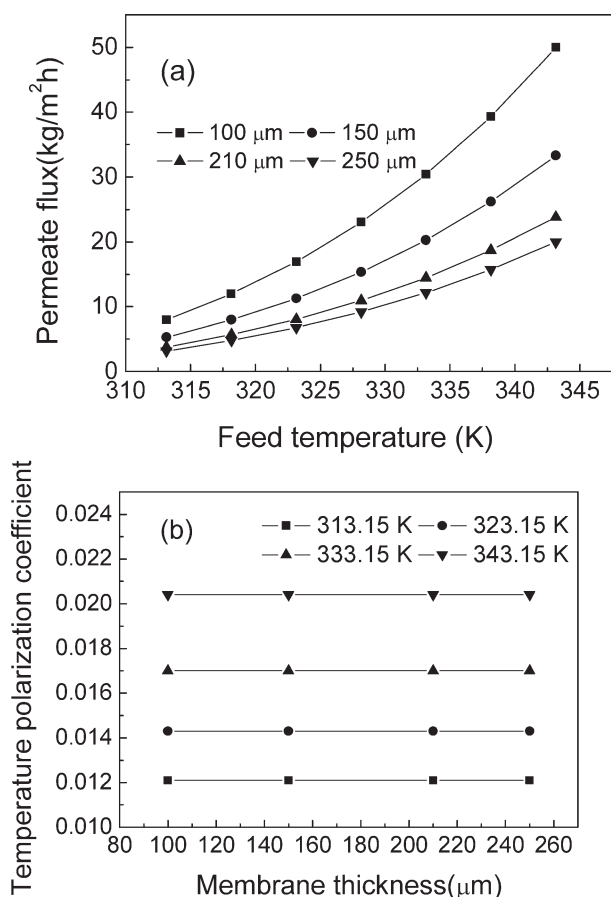 50
40
30
20
10
0
Permeate flux(kg/m²h)
(a)
100 μm 150 μm
210 μm 250 μm
310 315 320 325 330 335 340 345
Feed temperature (K)
0.024
0.022
0.020
0.018
0.016
0.014
0.012
0.010
Temperature polarization coefficient
(b)
313.15 K 323.15 K
333.15 K 343.15 K
80 100 120 140 160 180 200 220 240 260
Membrane thickness(μm)